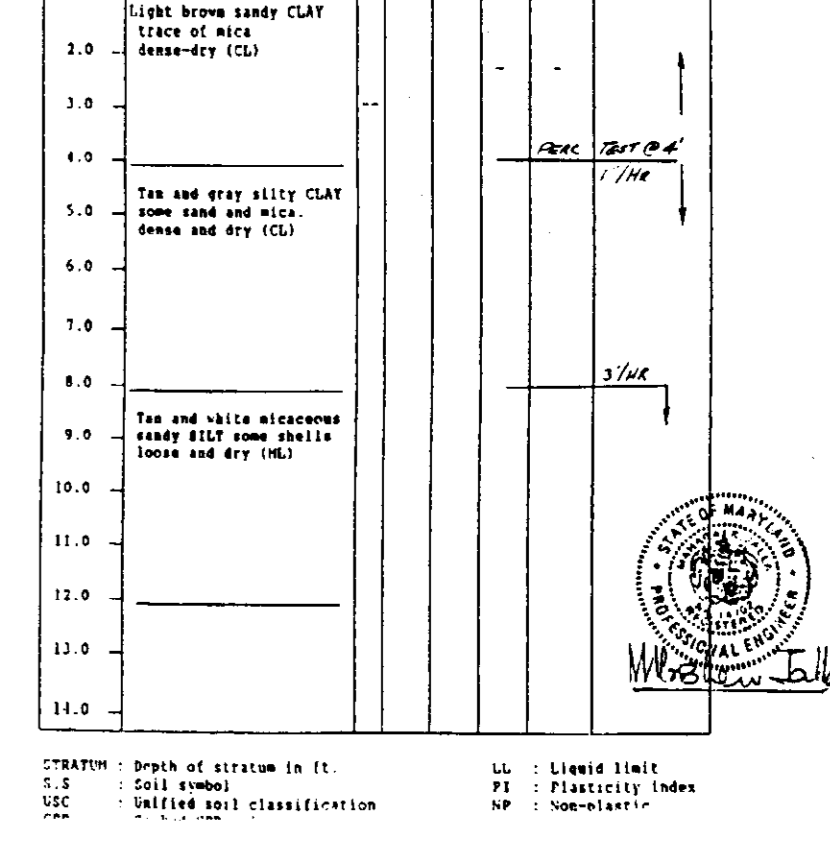 Light brown sandy CLAY
trace of mica
2.0 dense-dry (CL) - -
3.0 --
PERC TEST @ 4'
4.0
1"/HR
Tan and gray silty CLAY
5.0 some sand and mica.
dense and dry (CL)
6.0
7.0
8.0 3"/HR
Tan and white micaceous
9.0 sandy SILT some shells
loose and dry (ML)
10.0
11.0
12.0
13.0
14.0
STATE OF MARYLAND
PROFESSIONAL ENGINEER
REGISTERED
STRATUM : Depth of stratum in ft.
S.S : Soil symbol
USC : Unified soil classification
LL : Liquid limit
PI : Plasticity index
NP : Non-plastic